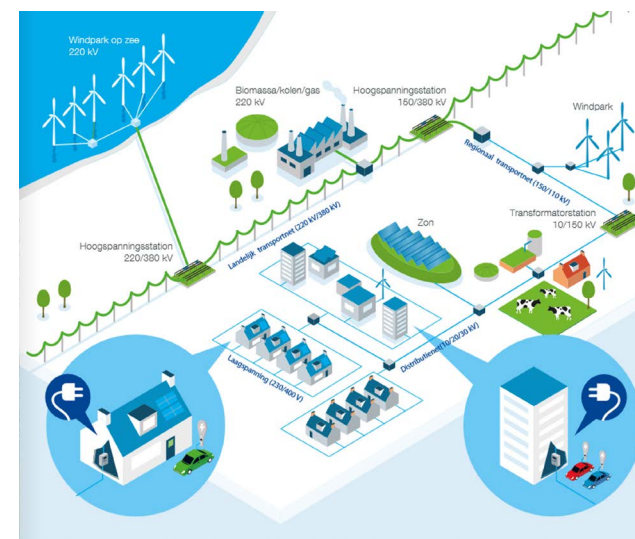 Windpark op zee
220 kV
Biomassa/kolen/gas
220 kV
Hoogspanningsstation
150/380 kV
Windpark
Regionaal transportnet (150/110 kV)
Transformatorstation
10/150 kV
Zon
Hoogspanningsstation
220/380 kV
Landelijk transportnet (220 kV/380 kV)
Distributienet(10/20/30 kV)
Laagspanning (230/400 V)